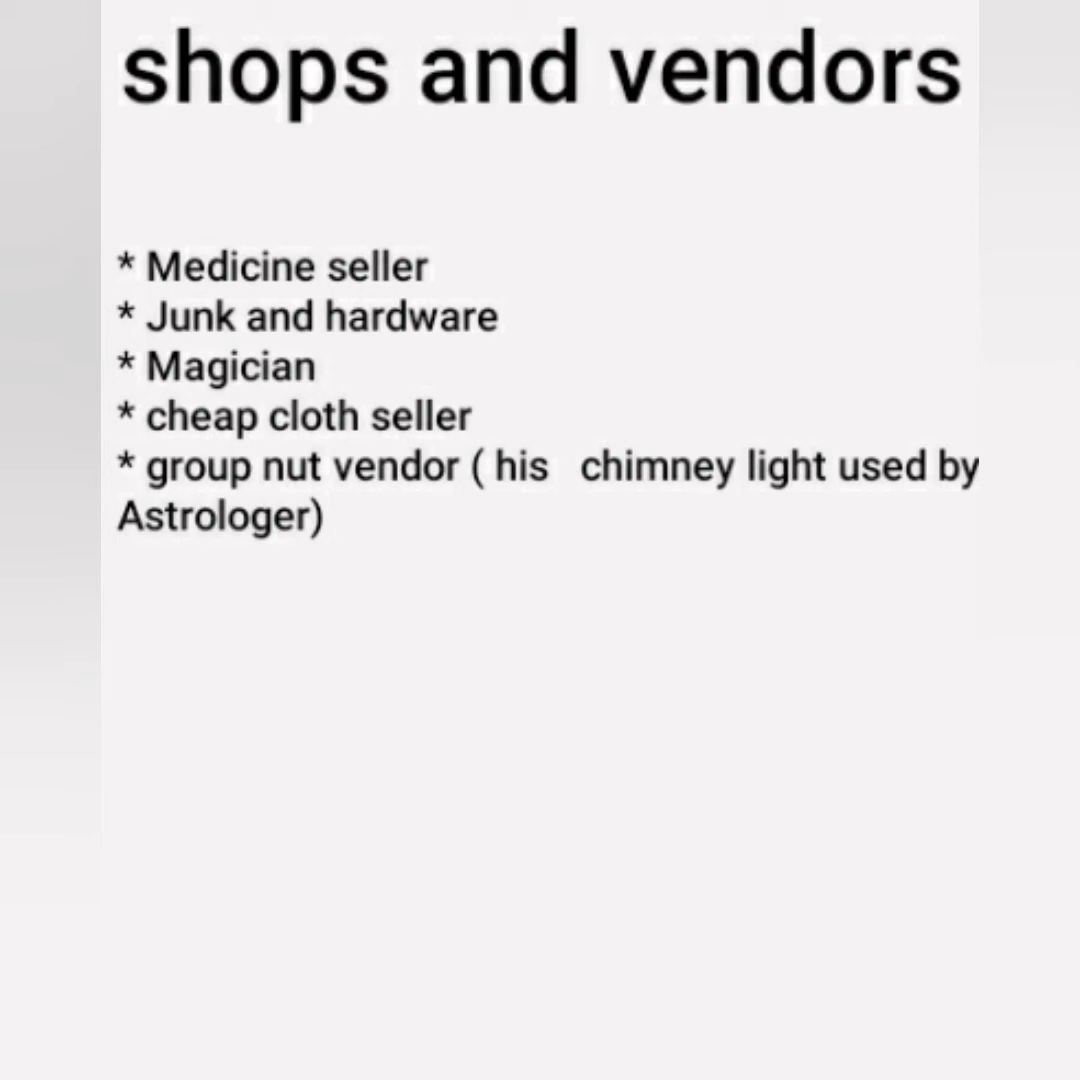 shops and vendors
* Medicine seller
* Junk and hardware
* Magician
* cheap cloth seller
* group nut vendor ( his chimney light used by
Astrologer)